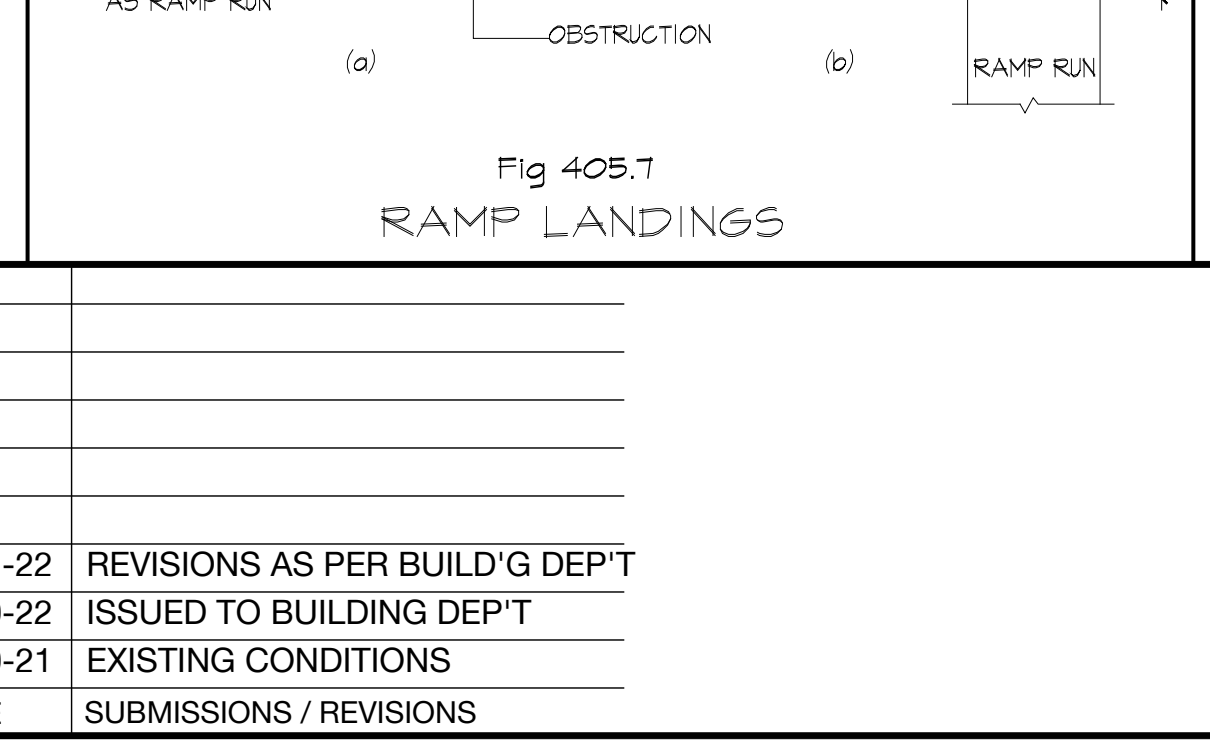 AS RAMP RUN
OBSTRUCTION
(a)
(b)
RAMP RUN
Fig 405.7
RAMP LANDINGS
-22 REVISIONS AS PER BUILD'G DEP'T
-22 ISSUED TO BUILDING DEP'T
-21 EXISTING CONDITIONS
SUBMISSIONS / REVISIONS